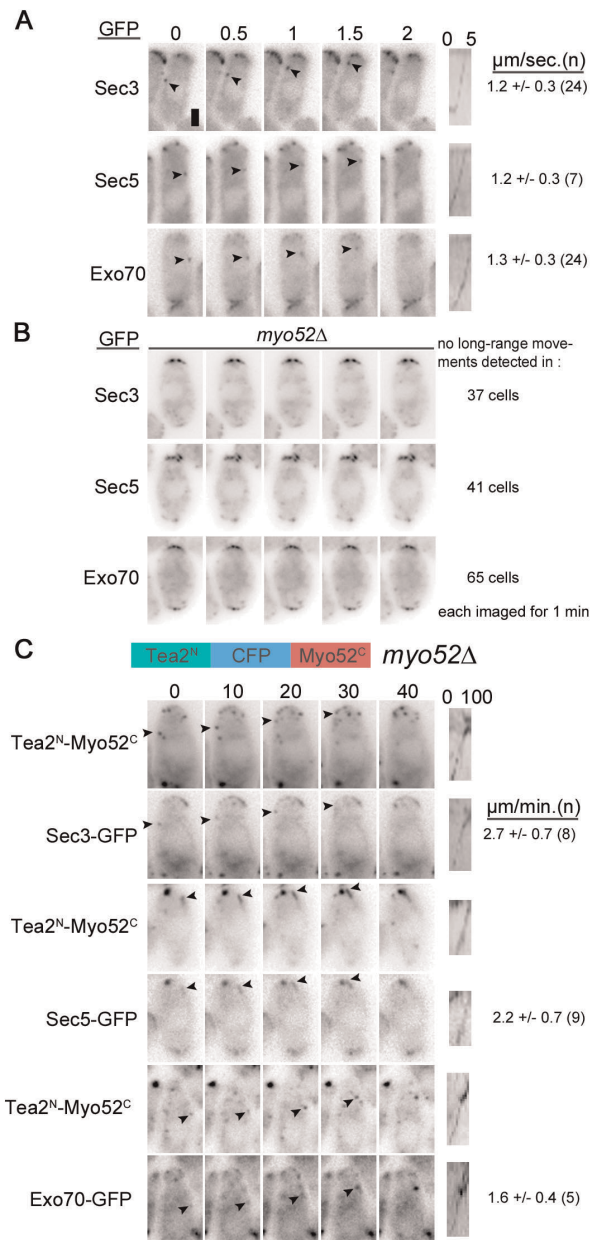 A
GFP 0 0.5 1 1.5 2 0 5
µm/sec.(n)
Sec3 1.2 +/- 0.3 (24)
Sec5 1.2 +/- 0.3 (7)
Exo70 1.3 +/- 0.3 (24)
B
GFP myo52Δ no long-range move-
ments detected in :
Sec3 37 cells
Sec5 41 cells
Exo70 65 cells
each imaged for 1 min
C
Tea2ᴺ CFP Myo52ᶜ myo52Δ
0 10 20 30 40 0 100
Tea2ᴺ-Myo52ᶜ
µm/min.(n)
Sec3-GFP 2.7 +/- 0.7 (8)
Tea2ᴺ-Myo52ᶜ
Sec5-GFP 2.2 +/- 0.7 (9)
Tea2ᴺ-Myo52ᶜ
Exo70-GFP 1.6 +/- 0.4 (5)